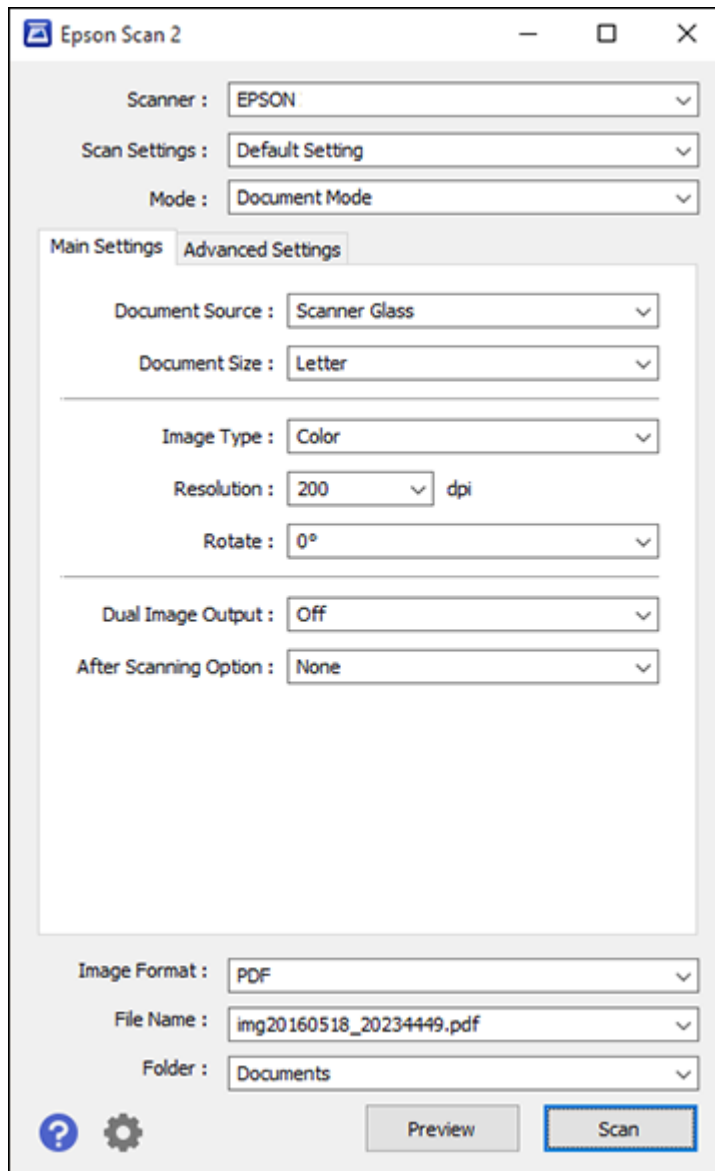 Epson Scan 2
Scanner : EPSON
Scan Settings : Default Setting
Mode : Document Mode
Main Settings Advanced Settings
Document Source : Scanner Glass
Document Size : Letter
Image Type : Color
Resolution : 200 dpi
Rotate : 0°
Dual Image Output : Off
After Scanning Option : None
Image Format : PDF
File Name : img20160518_20234449.pdf
Folder : Documents
? Preview Scan